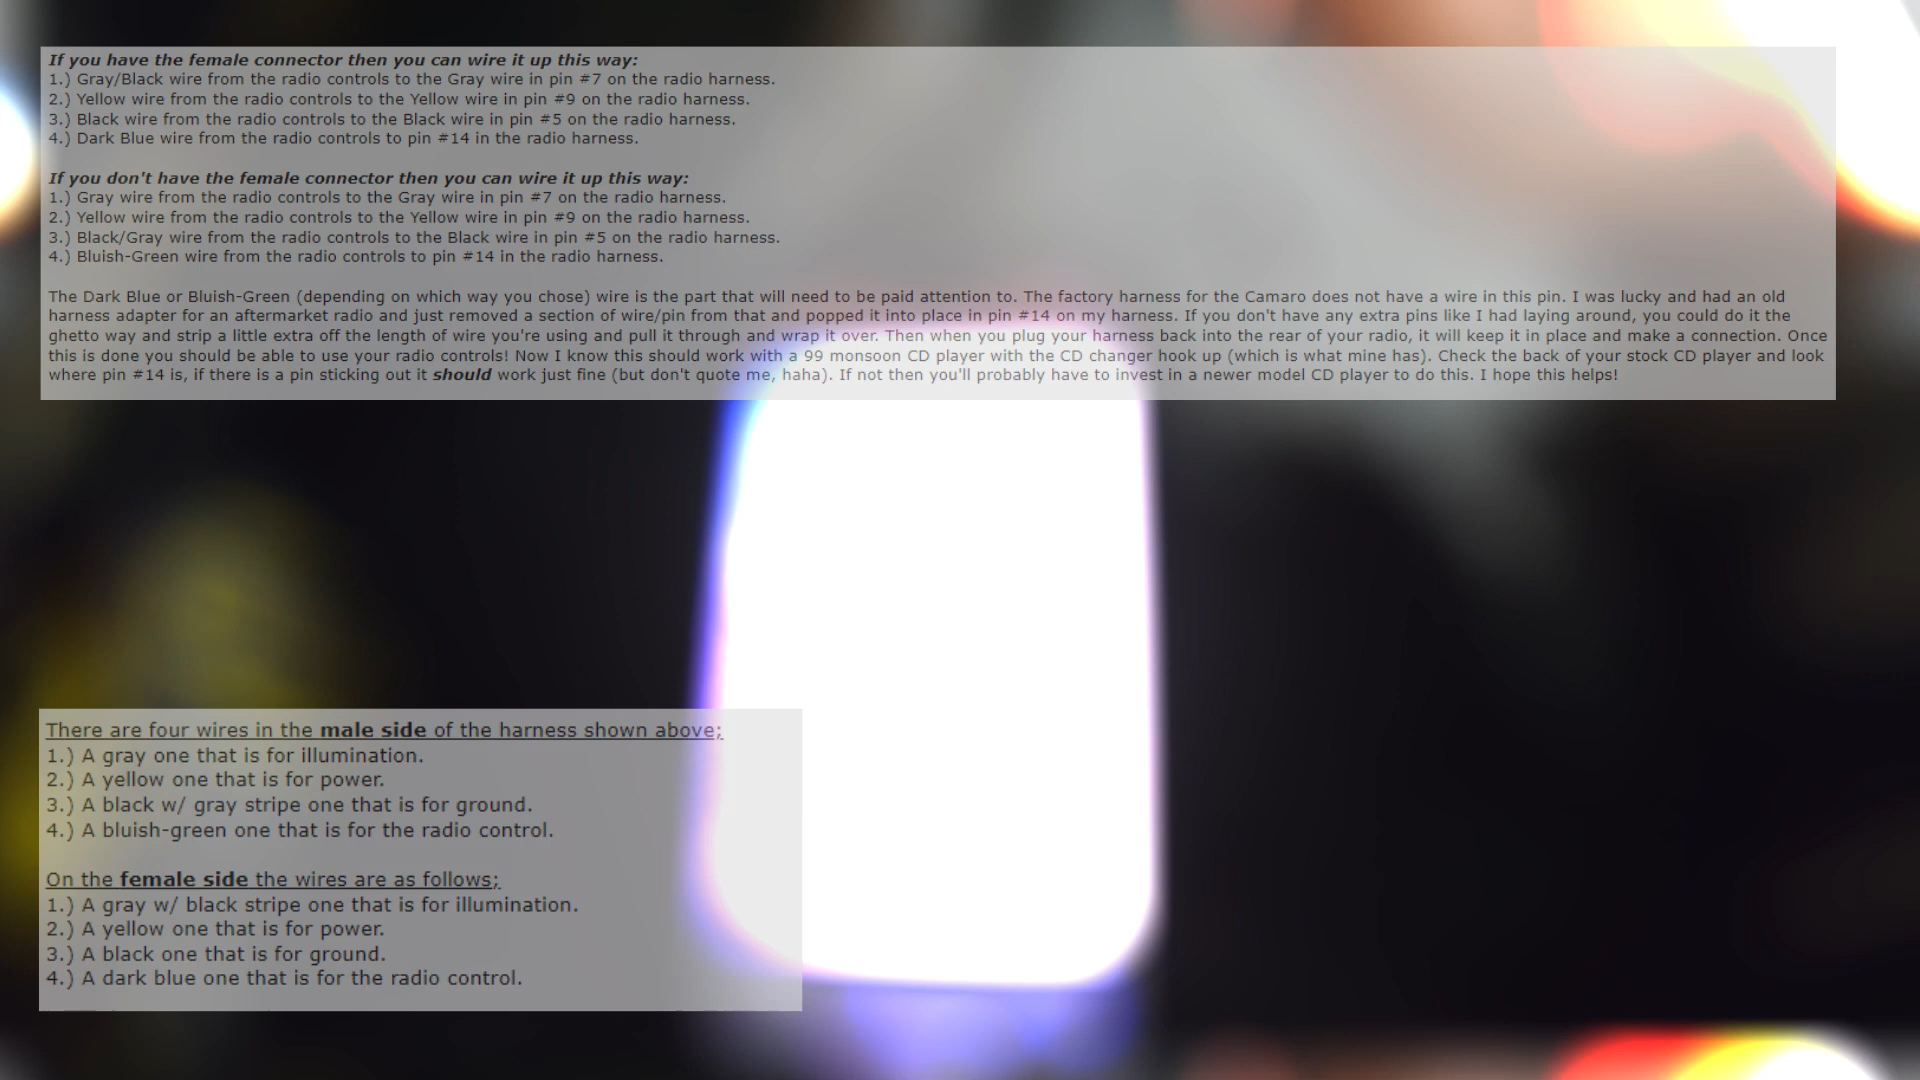 If you have the female connector then you can wire it up this way:
1.) Gray/Black wire from the radio controls to the Gray wire in pin #7 on the radio harness.
2.) Yellow wire from the radio controls to the Yellow wire in pin #9 on the radio harness.
3.) Black wire from the radio controls to the Black wire in pin #5 on the radio harness.
4.) Dark Blue wire from the radio controls to pin #14 in the radio harness.
If you don't have the female connector then you can wire it up this way:
1.) Gray wire from the radio controls to the Gray wire in pin #7 on the radio harness.
2.) Yellow wire from the radio controls to the Yellow wire in pin #9 on the radio harness.
3.) Black/Gray wire from the radio controls to the Black wire in pin #5 on the radio harness.
4.) Bluish-Green wire from the radio controls to pin #14 in the radio harness.
The Dark Blue or Bluish-Green (depending on which way you chose) wire is the part that will need to be paid attention to. The factory harness for the Camaro does not have a wire in this pin. I was lucky and had an old
harness adapter for an aftermarket radio and just removed a section of wire/pin from that and popped it into place in pin #14 on my harness. If you don't have any extra pins like I had laying around, you could do it the
ghetto way and strip a little extra off the length of wire you're using and pull it through and wrap it over. Then when you plug your harness back into the rear of your radio, it will keep it in place and make a connection. Once
this is done you should be able to use your radio controls! Now I know this should work with a 99 monsoon CD player with the CD changer hook up (which is what mine has). Check the back of your stock CD player and look
where pin #14 is, if there is a pin sticking out it should work just fine (but don't quote me, haha). If not then you'll probably have to invest in a newer model CD player to do this. I hope this helps!
There are four wires in the male side of the harness shown above;
1.) A gray one that is for illumination.
2.) A yellow one that is for power.
3.) A black w/ gray stripe one that is for ground.
4.) A bluish-green one that is for the radio control.
On the female side the wires are as follows;
1.) A gray w/ black stripe one that is for illumination.
2.) A yellow one that is for power.
3.) A black one that is for ground.
4.) A dark blue one that is for the radio control.